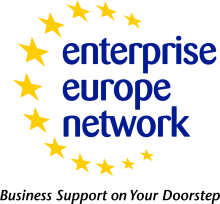 enterprise
europe
network
Business Support on Your Doorstep